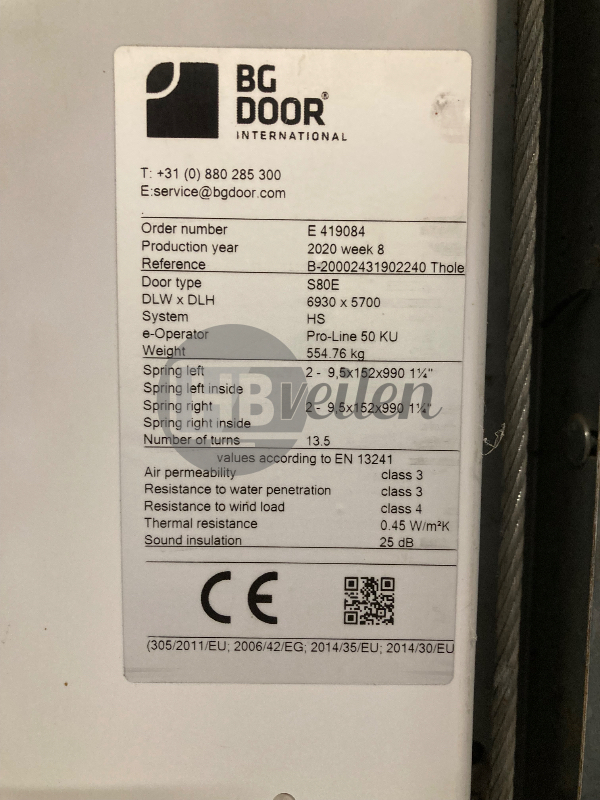 BG
DOOR®
INTERNATIONAL
T: +31 (0) 880 285 300
E:service@bgdoor.com
.
Order number E 419084
Production year 2020 week 8
Reference B-20002431902240 Thole
Door type S80E
DLW x DLH 6930 x 5700
System HS
e-Operator Pro-Line 50 KU
Weight 554.76 kg
Spring left 2 - 9,5x152x990 1¼"
Spring left inside
HBveilen
Spring right 2 - 9,5x152x990 1¼"
Spring right inside
Number of turns 13.5
values according to EN 13241
Air permeability class 3
Resistance to water penetration class 3
Resistance to wind load class 4
Thermal resistance 0.45 W/m²K
Sound insulation 25 dB
CE
(305/2011/EU; 2006/42/EG; 2014/35/EU; 2014/30/EU